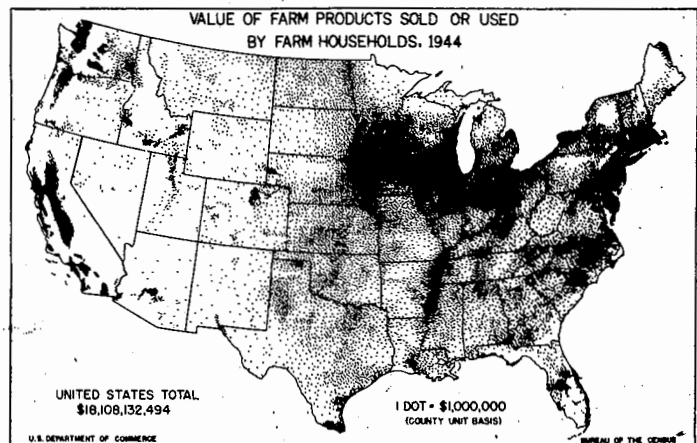 VALUE OF FARM PRODUCTS SOLD OR USED
BY FARM HOUSEHOLDS. 1944
UNITED STATES TOTAL
$18,108,132,494
1 DOT = $1,000,000
(COUNTY UNIT BASIS)
U.S. DEPARTMENT OF COMMERCE
BUREAU OF THE CENSUS